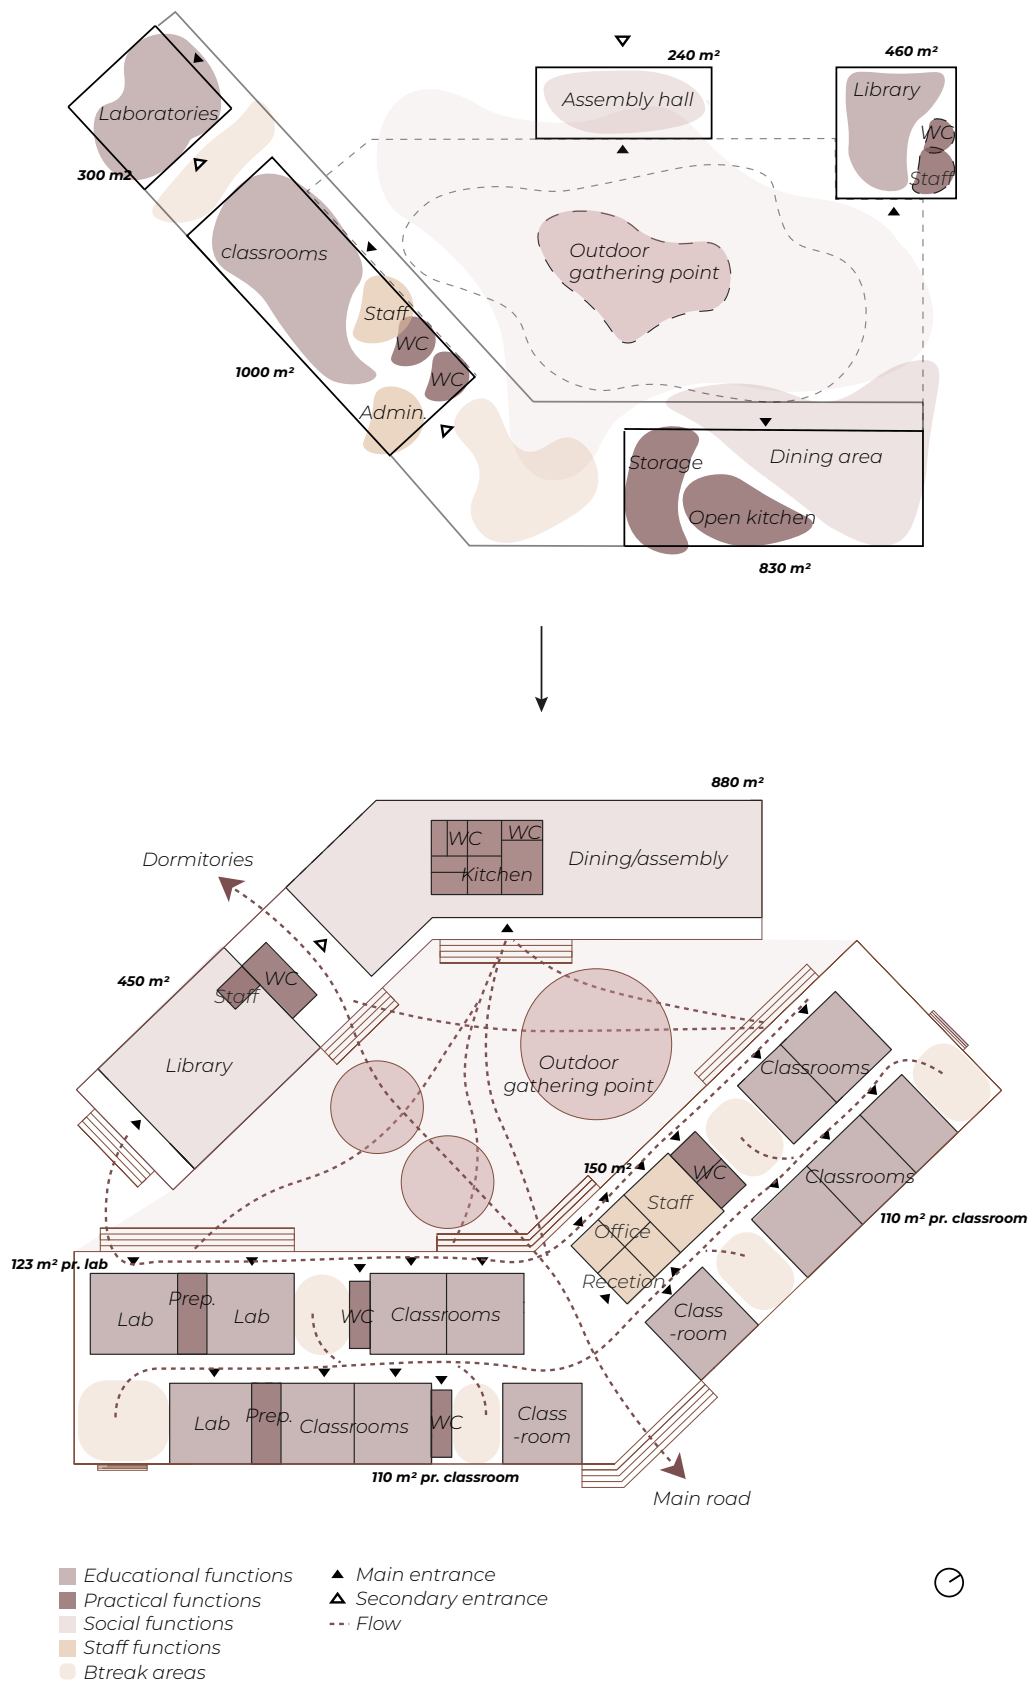 240 m²
460 m²
Library
Assembly hall
Laboratories
WC
300 m2
Staff
classrooms
Outdoor
gathering point
Staff
WC
1000 m²
WC
Admin.
Dining area
Storage
Open kitchen
830 m²
880 m²
WC
WC
Dormitories
Dining/assembly
Kitchen
450 m²
WC
Staff
Library
Outdoor
gathering point
Classrooms
150 m²
WC
Classrooms
Staff
110 m² pr. classroom
Office
123 m² pr. lab
Recetion
Prep.
Lab
Lab
WC
Classrooms
Class
-room
Lab
Prep.
Classrooms
WC
Class
-room
110 m² pr. classroom
Main road
Educational functions
Practical functions
Social functions
Staff functions
Btreak areas
Main entrance
Secondary entrance
Flow